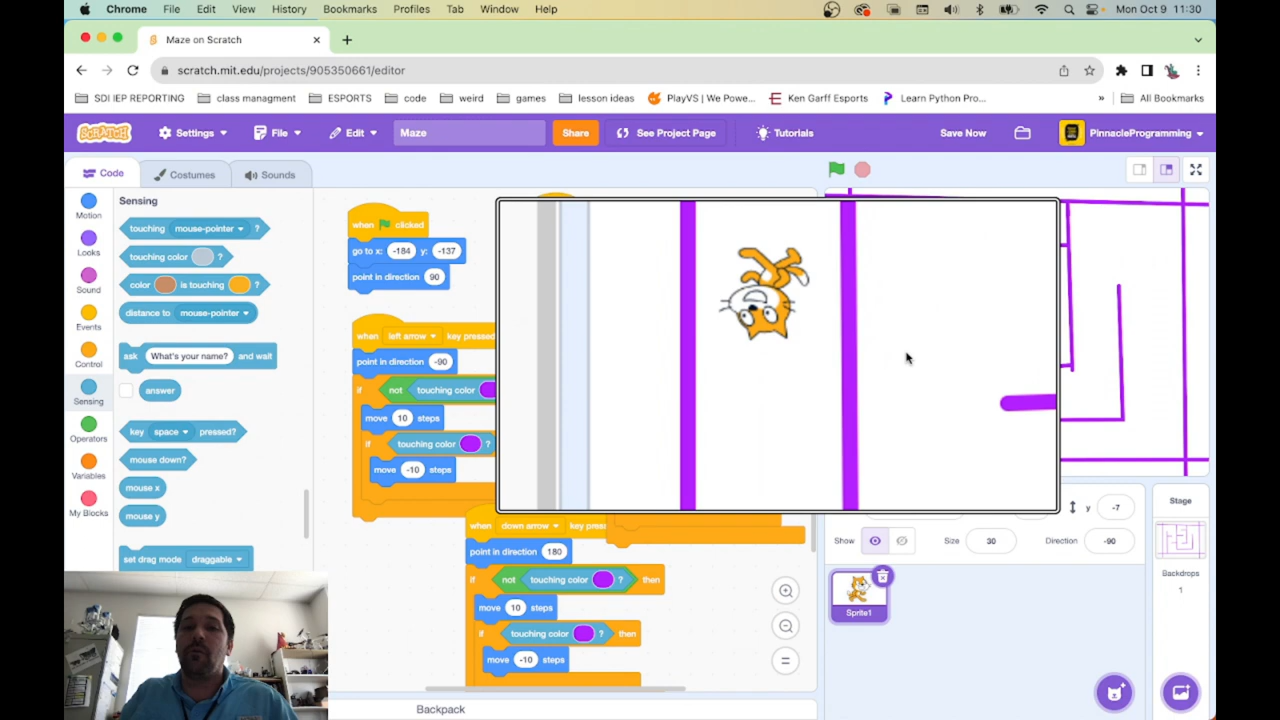 Chrome File Edit View History Bookmarks Profiles Tab Window Help Mon Oct 9 11:30
Maze on Scratch
scratch.mit.edu/projects/905350661/editor
SDI IEP REPORTING class managment ESPORTS code weird games lesson ideas PlayVS | We Powe... Ken Garff Esports Learn Python Pro... » All Bookmarks
SCRATCH Settings File Edit Maze Share See Project Page Tutorials Save Now PinnacleProgramming
Code Costumes Sounds
Motion
Looks
Sound
Events
Control
Sensing
Operators
Variables
My Blocks
Sensing
touching mouse-pointer ?
touching color ?
color is touching ?
distance to mouse-pointer
ask What's your name? and wait
answer
key space pressed?
mouse down?
mouse x
mouse y
set drag mode draggable
when clicked
go to x: -184 y: -137
point in direction 90
when left arrow key pressed
point in direction -90
if not touching color
move 10 steps
if touching color ?
move -10 steps
when down arrow key press
point in direction 180
if not touching color ? then
move 10 steps
if touching color ? then
move -10 steps
y -7
Show Size 30 Direction -90
Sprite1
Stage
Backdrops
1
Backpack